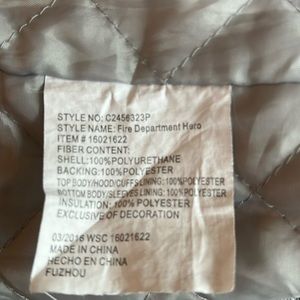 STYLE NO: C2456323P
STYLE NAME: Fire Department Hero
ITEM # 16021622
FIBER CONTENT:
SHELL:100%POLYURETHANE
BACKING:100%POLYESTER
TOP BODY/HOOD/CUFFS LINING: 100%POLYESTER
BOTTOM BODY/SLEEVES LINING: 100%POLYESTER
INSULATION: 100%POLYESTER
EXCLUSIVE OF DECORATION
03/2016 WSC 16021622
MADE IN CHINA
HECHO EN CHINA
FUZHOU